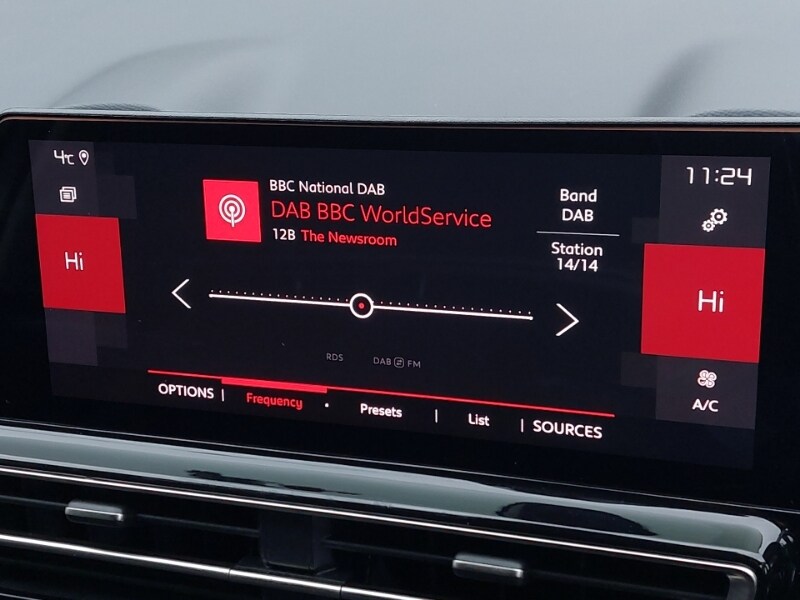 4°C
11:24
BBC National DAB
DAB BBC WorldService
12B The Newsroom
Band
DAB
Station
14/14
Hi
Hi
RDS
DAB FM
OPTIONS | Frequency · Presets | List | SOURCES
A/C